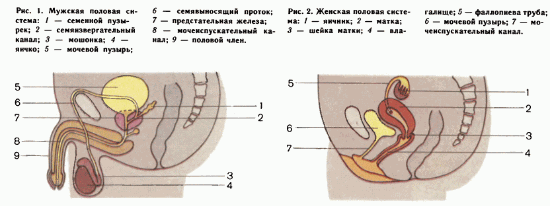 Рис. 1. Мужская половая си-
стема: 1 — семенной пузы-
рек; 2 — семяизвергательный
канал; 3 — мошонка; 4 —
яичко; 5 — мочевой пузырь;
6 — семявыносящий проток;
7 — предстательная железа;
8 — мочеиспускательный ка-
нал; 9 — половой член.
Рис. 2. Женская половая систе-
ма: 1 — яичник; 2 — матка;
3 — шейка матки; 4 — вла-
галище; 5 — фаллопиева труба;
6 — мочевой пузырь; 7 — мо-
чеиспускательный канал.
5
6
7
8
9
1
2
3
4
5
6
7
1
2
3
4